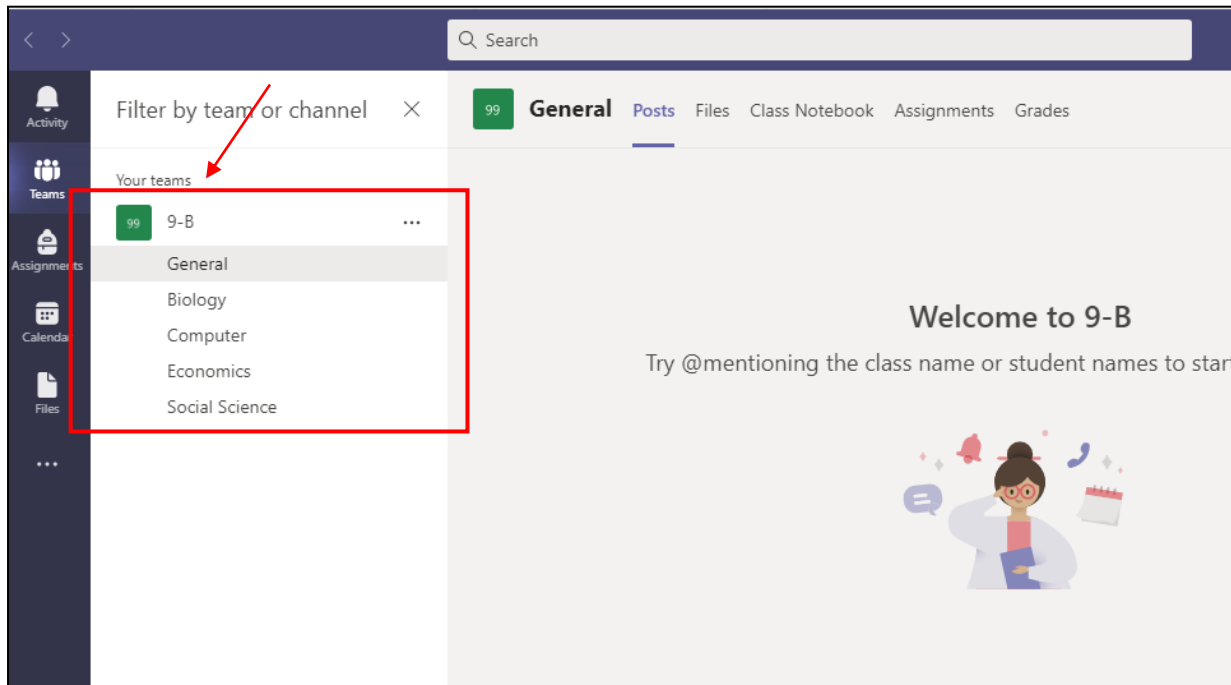 Search
Activity
Teams
Assignments
Calenda
Files
Filter by team or channel
Your teams
99 9-B
General
Biology
Computer
Economics
Social Science
99 General Posts Files Class Notebook Assignments Grades
Welcome to 9-B
Try @mentioning the class name or student names to star